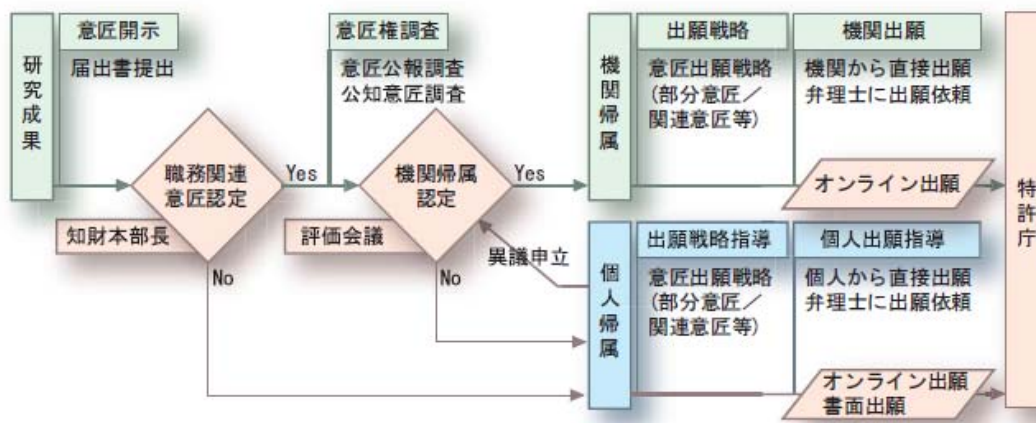 研究成果
意匠開示
届出書提出
職務関連
意匠認定
知財本部長
Yes
No
意匠権調査
意匠公報調査
公知意匠調査
機関帰属
認定
評価会議
Yes
No
異議申立
機関帰属
出願戦略
意匠出願戦略
(部分意匠／
関連意匠等)
機関出願
機関から直接出願
弁理士に出願依頼
オンライン出願
個人帰属
出願戦略指導
意匠出願戦略
(部分意匠／
関連意匠等)
個人出願指導
個人から直接出願
弁理士に出願依頼
オンライン出願
書面出願
特許庁